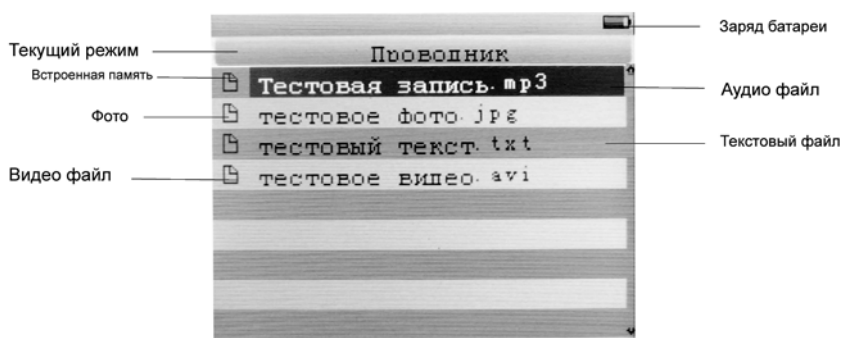 Заряд батареи
Текущий режим
Проводник
Встроенная память
Тестовая запись.mp3
Аудио файл
Фото
тестовое фото.jpg
тестовый текст.txt
Текстовый файл
Видео файл
тестовое видео.avi